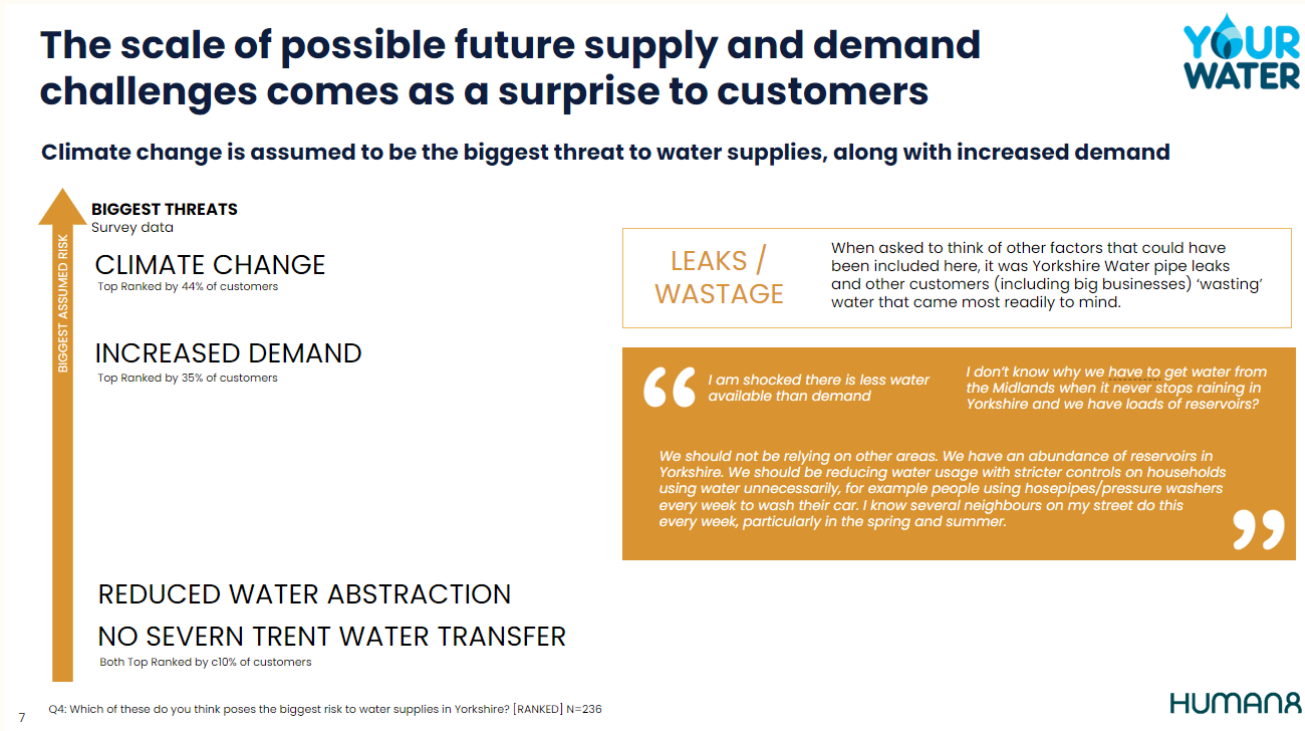 The scale of possible future supply and demand
challenges comes as a surprise to customers
YOUR
WATER
Climate change is assumed to be the biggest threat to water supplies, along with increased demand
BIGGEST ASSUMED RISK
BIGGEST THREATS
Survey data
CLIMATE CHANGE
Top Ranked by 44% of customers
INCREASED DEMAND
Top Ranked by 35% of customers
REDUCED WATER ABSTRACTION
NO SEVERN TRENT WATER TRANSFER
Both Top Ranked by c10% of customers
LEAKS /
WASTAGE
When asked to think of other factors that could have
been included here, it was Yorkshire Water pipe leaks
and other customers (including big businesses) ‘wasting’
water that came most readily to mind.
“
I am shocked there is less water
available than demand
I don’t know why we have to get water from
the Midlands when it never stops raining in
Yorkshire and we have loads of reservoirs?
We should not be relying on other areas. We have an abundance of reservoirs in
Yorkshire. We should be reducing water usage with stricter controls on households
using water unnecessarily, for example people using hosepipes/pressure washers
every week to wash their car. I know several neighbours on my street do this
every week, particularly in the spring and summer.
”
7
Q4: Which of these do you think poses the biggest risk to water supplies in Yorkshire? [RANKED] N=236
HUMAN8